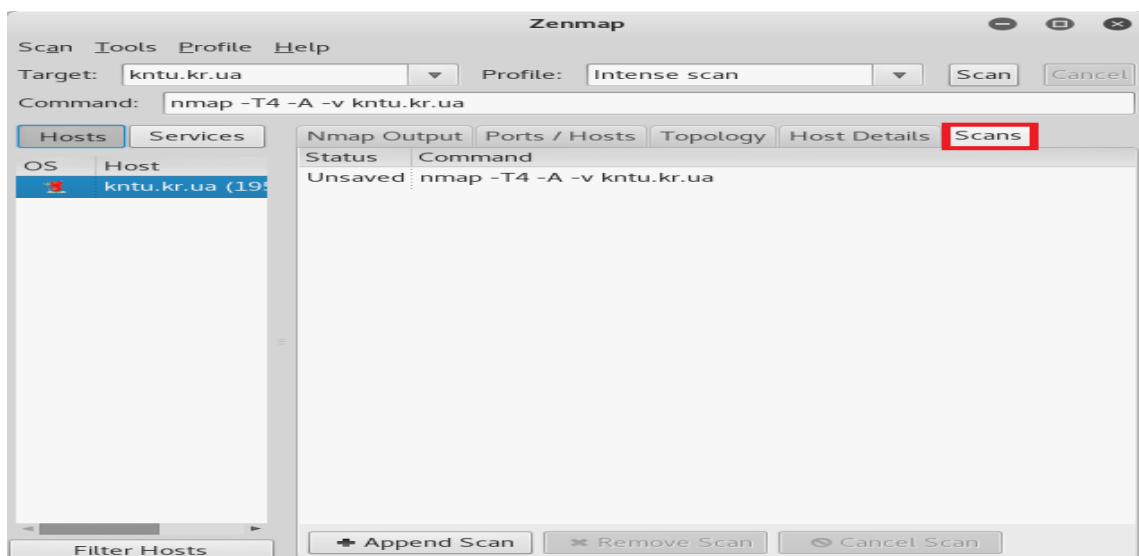 Zenmap
Scan Tools Profile Help
Target: kntu.kr.ua Profile: Intense scan Scan Cancel
Command: nmap -T4 -A -v kntu.kr.ua
Hosts Services Nmap Output Ports / Hosts Topology Host Details Scans
OS Host
kntu.kr.ua (195
Status Command
Unsaved nmap -T4 -A -v kntu.kr.ua
Filter Hosts
Append Scan Remove Scan Cancel Scan